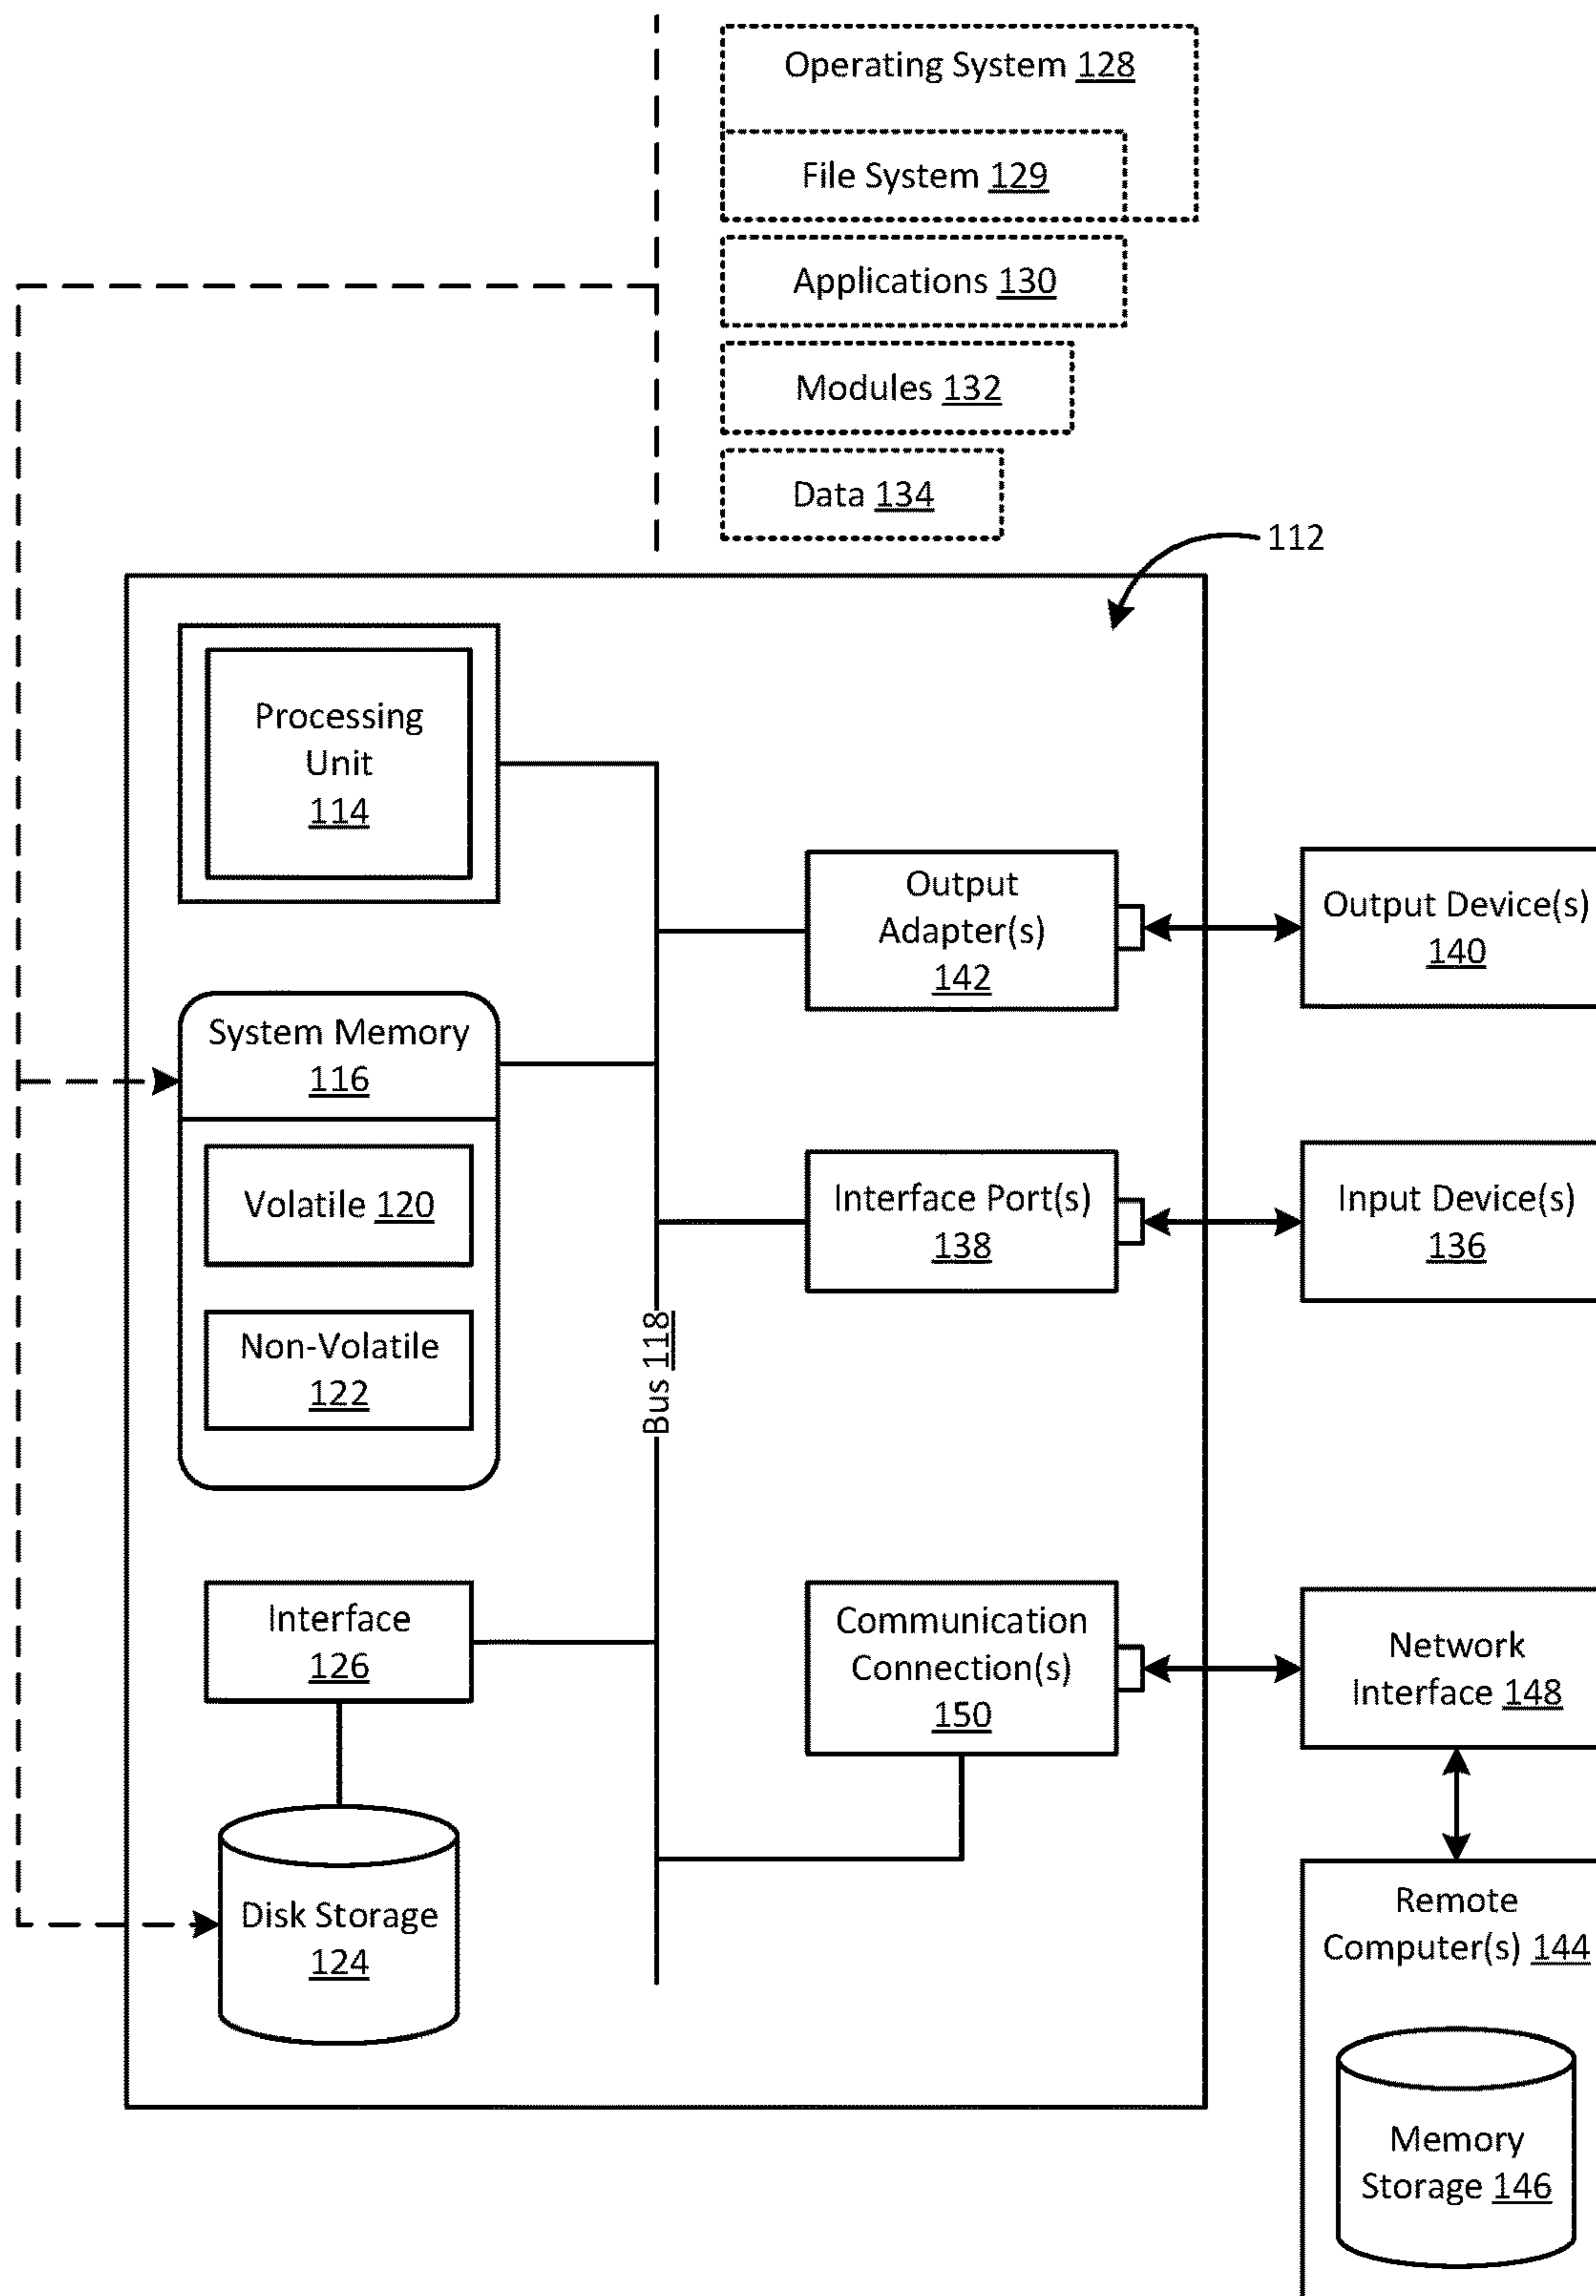 Operating System 128
File System 129
Applications 130
Modules 132
Data 134
112
Processing
Unit
114
Output
Adapter(s)
142
Output Device(s)
140
System Memory
116
Volatile 120
Non-Volatile
122
Interface Port(s)
138
Input Device(s)
136
Bus 118
Interface
126
Communication
Connection(s)
150
Network
Interface 148
Disk Storage
124
Remote
Computer(s) 144
Memory
Storage 146